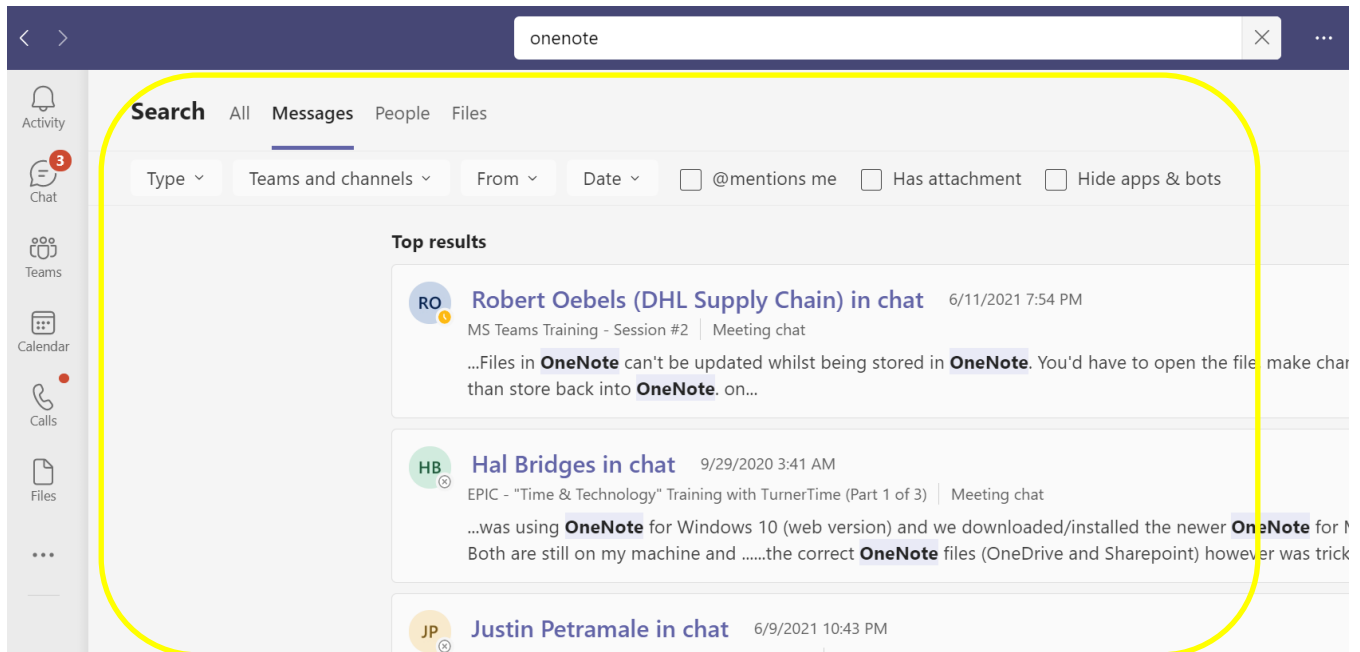 onenote
Activity
3
Chat
Teams
Calendar
Calls
Files
Search All Messages People Files
Type Teams and channels From Date @mentions me Has attachment Hide apps & bots
Top results
RO Robert Oebels (DHL Supply Chain) in chat 6/11/2021 7:54 PM
MS Teams Training - Session #2 | Meeting chat
...Files in OneNote can't be updated whilst being stored in OneNote. You'd have to open the file, make
than store back into OneNote. on...
HB Hal Bridges in chat 9/29/2020 3:41 AM
EPIC - "Time & Technology" Training with TurnerTime (Part 1 of 3) | Meeting chat
...was using OneNote for Windows 10 (web version) and we downloaded/installed the newer OneNote for
Both are still on my machine and ......the correct OneNote files (OneDrive and Sharepoint) however was
JP Justin Petramale in chat 6/9/2021 10:43 PM